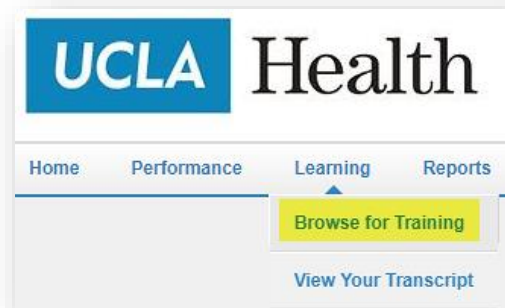 UCLA Health
Home Performance Learning Reports
Browse for Training
View Your Transcript